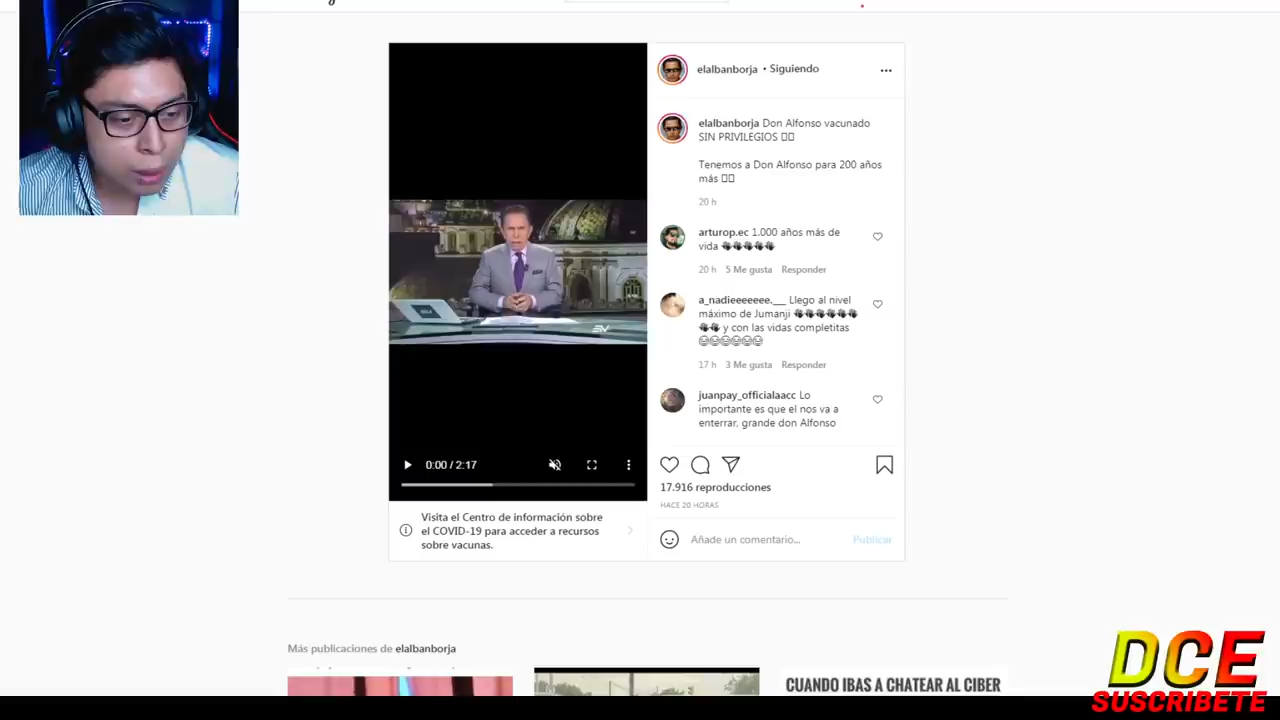 elalbanborja • Siguiendo
elalbanborja Don Alfonso vacunado
SIN PRIVILEGIOS
Tenemos a Don Alfonso para 200 años
más
20 h
arturop.ec 1.000 años más de
vida
20 h 5 Me gusta Responder
a_nadieeeeeee.___ Llego al nivel
máximo de Jumanji
y con las vidas completitas
17 h 3 Me gusta Responder
juanpay_officialaacc Lo
importante es que el nos va a
enterrar, grande don Alfonso
0:00 / 2:17
17.916 reproducciones
HACE 20 HORAS
Visita el Centro de información sobre
el COVID-19 para acceder a recursos
sobre vacunas.
Añade un comentario... Publicar
Más publicaciones de elalbanborja
CUANDO IBAS A CHATEAR AL CIBER
DCE
SUSCRIBETE